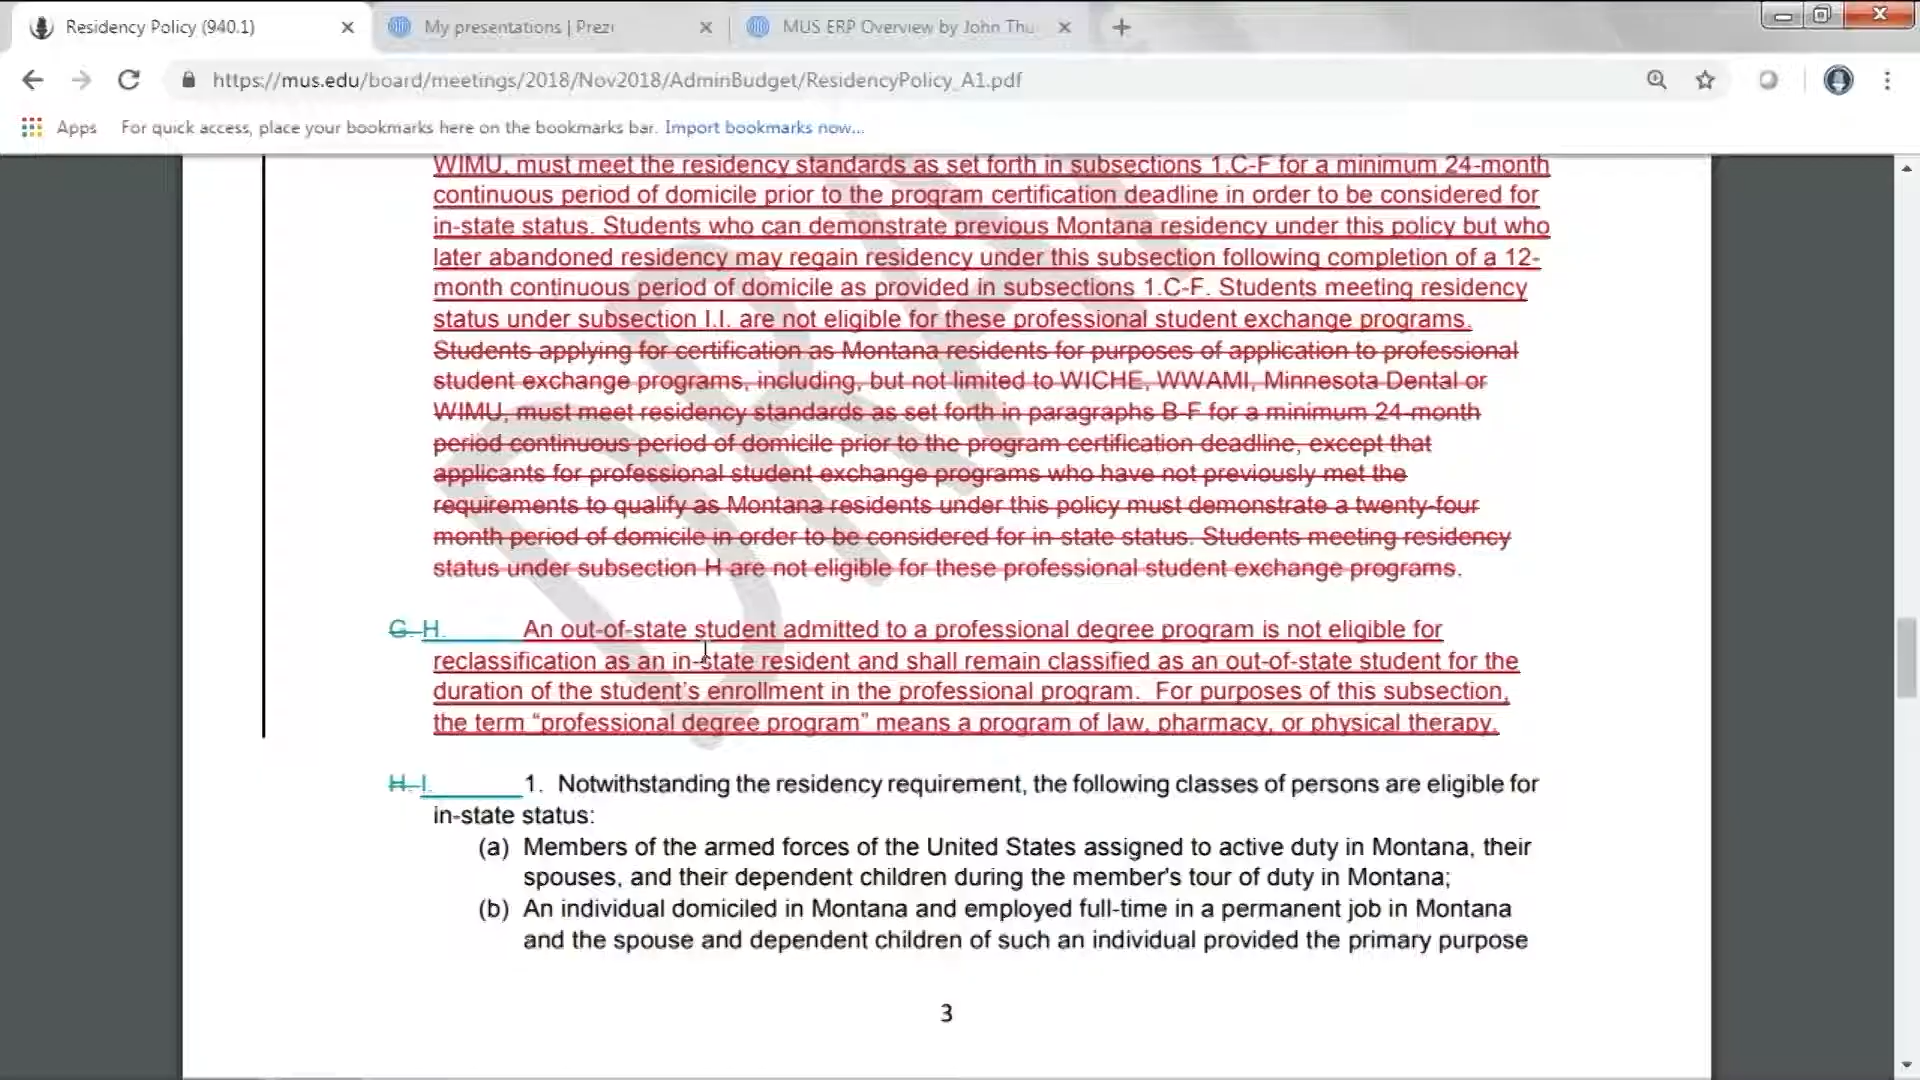 Residency Policy (940.1)
My presentations | Prezi
MUS ERP Overview by John Thu
https://mus.edu/board/meetings/2018/Nov2018/AdminBudget/ResidencyPolicy_A1.pdf
Apps For quick access, place your bookmarks here on the bookmarks bar. Import bookmarks now...
WIMU, must meet the residency standards as set forth in subsections 1.C-F for a minimum 24-month
continuous period of domicile prior to the program certification deadline in order to be considered for
in-state status. Students who can demonstrate previous Montana residency under this policy but who
later abandoned residency may regain residency under this subsection following completion of a 12-
month continuous period of domicile as provided in subsections 1.C-F. Students meeting residency
status under subsection I.I. are not eligible for these professional student exchange programs.
Students applying for certification as Montana residents for purposes of application to professional
student exchange programs, including, but not limited to WICHE, WWAMI, Minnesota Dental or
WIMU, must meet residency standards as set forth in paragraphs B-F for a minimum 24-month
period continuous period of domicile prior to the program certification deadline, except that
applicants for professional student exchange programs who have not previously met the
requirements to qualify as Montana residents under this policy must demonstrate a twenty-four
month period of domicile in order to be considered for in-state status. Students meeting residency
status under subsection H are not eligible for these professional student exchange programs.
G. H. An out-of-state student admitted to a professional degree program is not eligible for
reclassification as an in-state resident and shall remain classified as an out-of-state student for the
duration of the student's enrollment in the professional program. For purposes of this subsection,
the term “professional degree program” means a program of law, pharmacy, or physical therapy.
H. I. 1. Notwithstanding the residency requirement, the following classes of persons are eligible for
in-state status:
(a) Members of the armed forces of the United States assigned to active duty in Montana, their
spouses, and their dependent children during the member's tour of duty in Montana;
(b) An individual domiciled in Montana and employed full-time in a permanent job in Montana
and the spouse and dependent children of such an individual provided the primary purpose
3